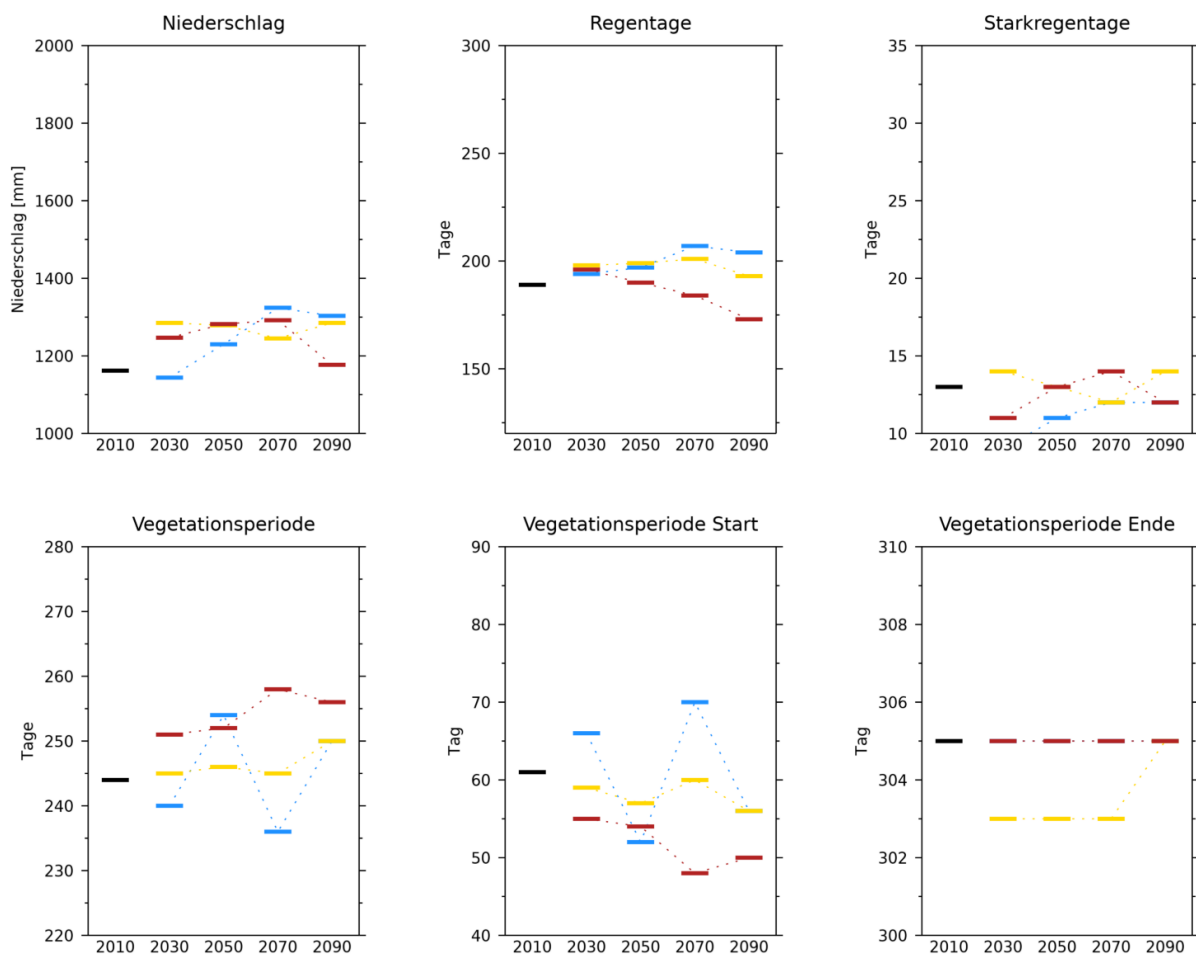 Niederschlag
Regentage
Starkregentage
2000
1800
1600
1400
1200
1000
Niederschlag [mm]
2010 2030 2050 2070 2090
300
250
200
150
Tage
2010 2030 2050 2070 2090
35
30
25
20
15
10
Tage
2010 2030 2050 2070 2090
Vegetationsperiode
Vegetationsperiode Start
Vegetationsperiode Ende
280
270
260
250
240
230
220
Tage
2010 2030 2050 2070 2090
90
80
70
60
50
40
Tag
2010 2030 2050 2070 2090
310
308
306
304
302
300
Tag
2010 2030 2050 2070 2090